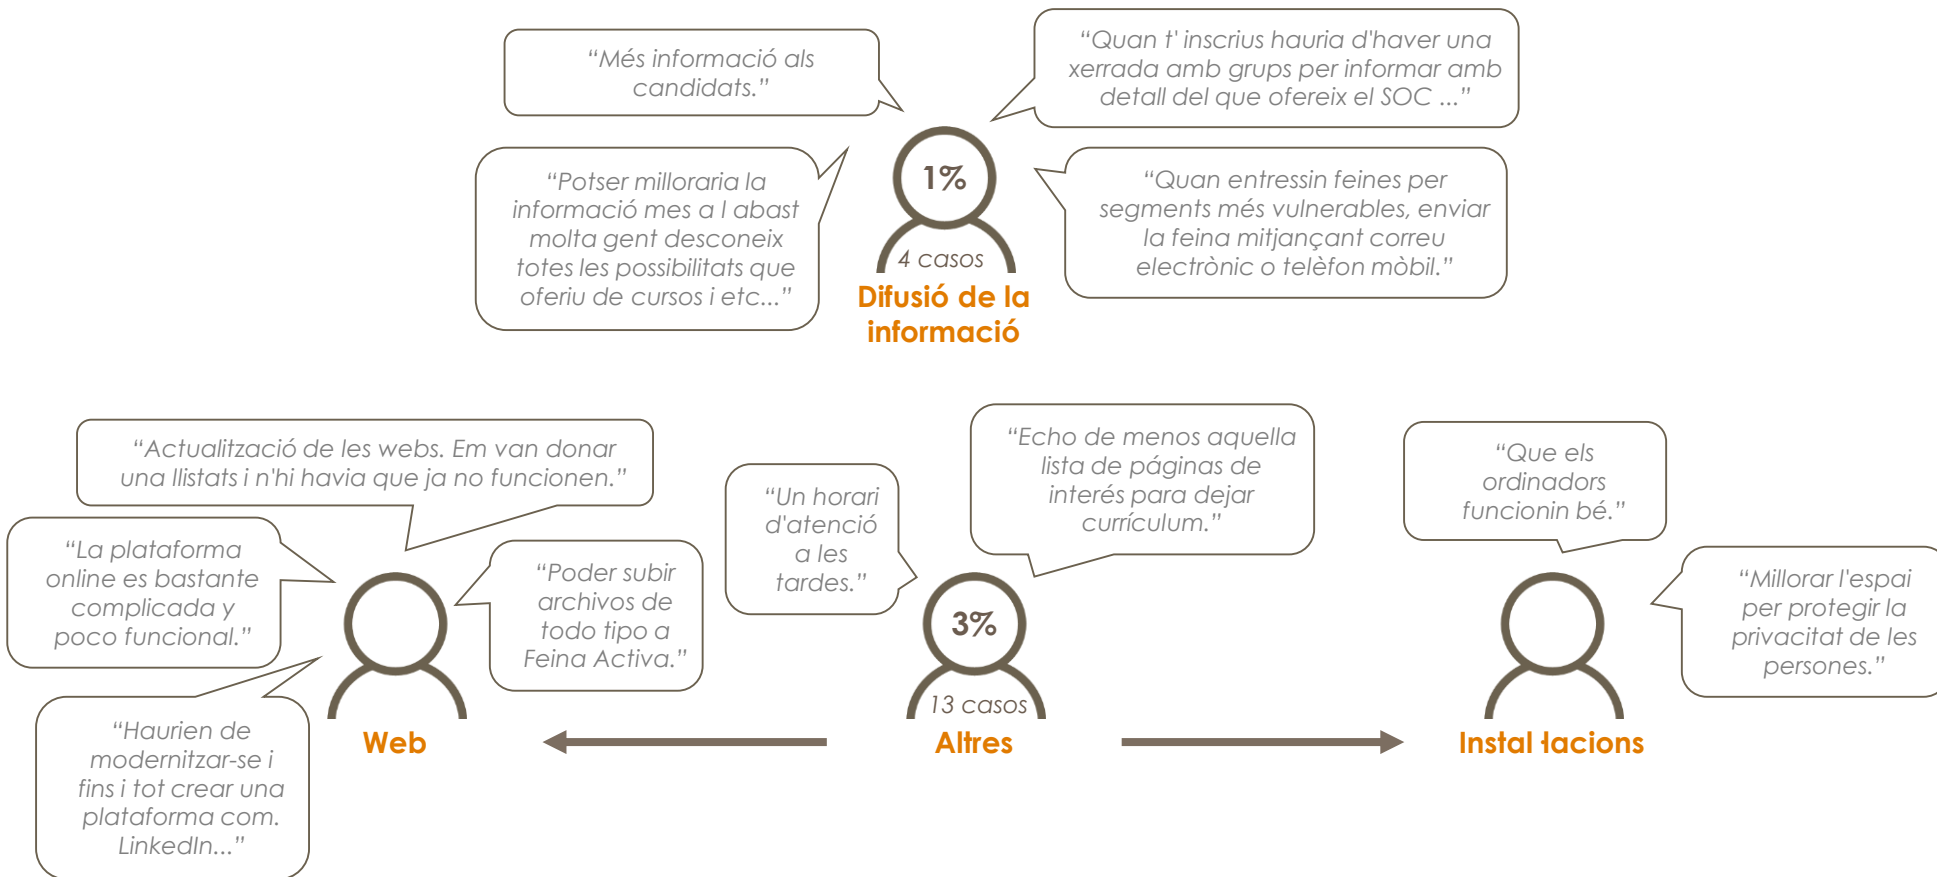 “Més informació als
candidats.”
“Quan t' inscrius hauria d'haver una
xerrada amb grups per informar amb
detall del que ofereix el SOC ...”
“Potser milloraria la
informació mes a l abast
molta gent desconeix
totes les possibilitats que
oferiu de cursos i etc...”
1%
4 casos
Difusió de la
informació
“Quan entressin feines per
segments més vulnerables, enviar
la feina mitjançant correu
electrònic o telèfon mòbil.”
“Actualització de les webs. Em van donar
una llistats i n'hi havia que ja no funcionen.”
“La plataforma
online es bastante
complicada y
poco funcional.”
“Poder subir
archivos de
todo tipo a
Feina Activa.”
“Haurien de
modernitzar-se i
fins i tot crear una
plataforma com.
LinkedIn...”
Web
“Un horari
d'atenció
a les
tardes.”
“Echo de menos aquella
lista de páginas de
interés para dejar
currículum.”
3%
13 casos
Altres
“Que els
ordinadors
funcionin bé.”
“Millorar l'espai
per protegir la
privacitat de les
persones.”
Instal·lacions